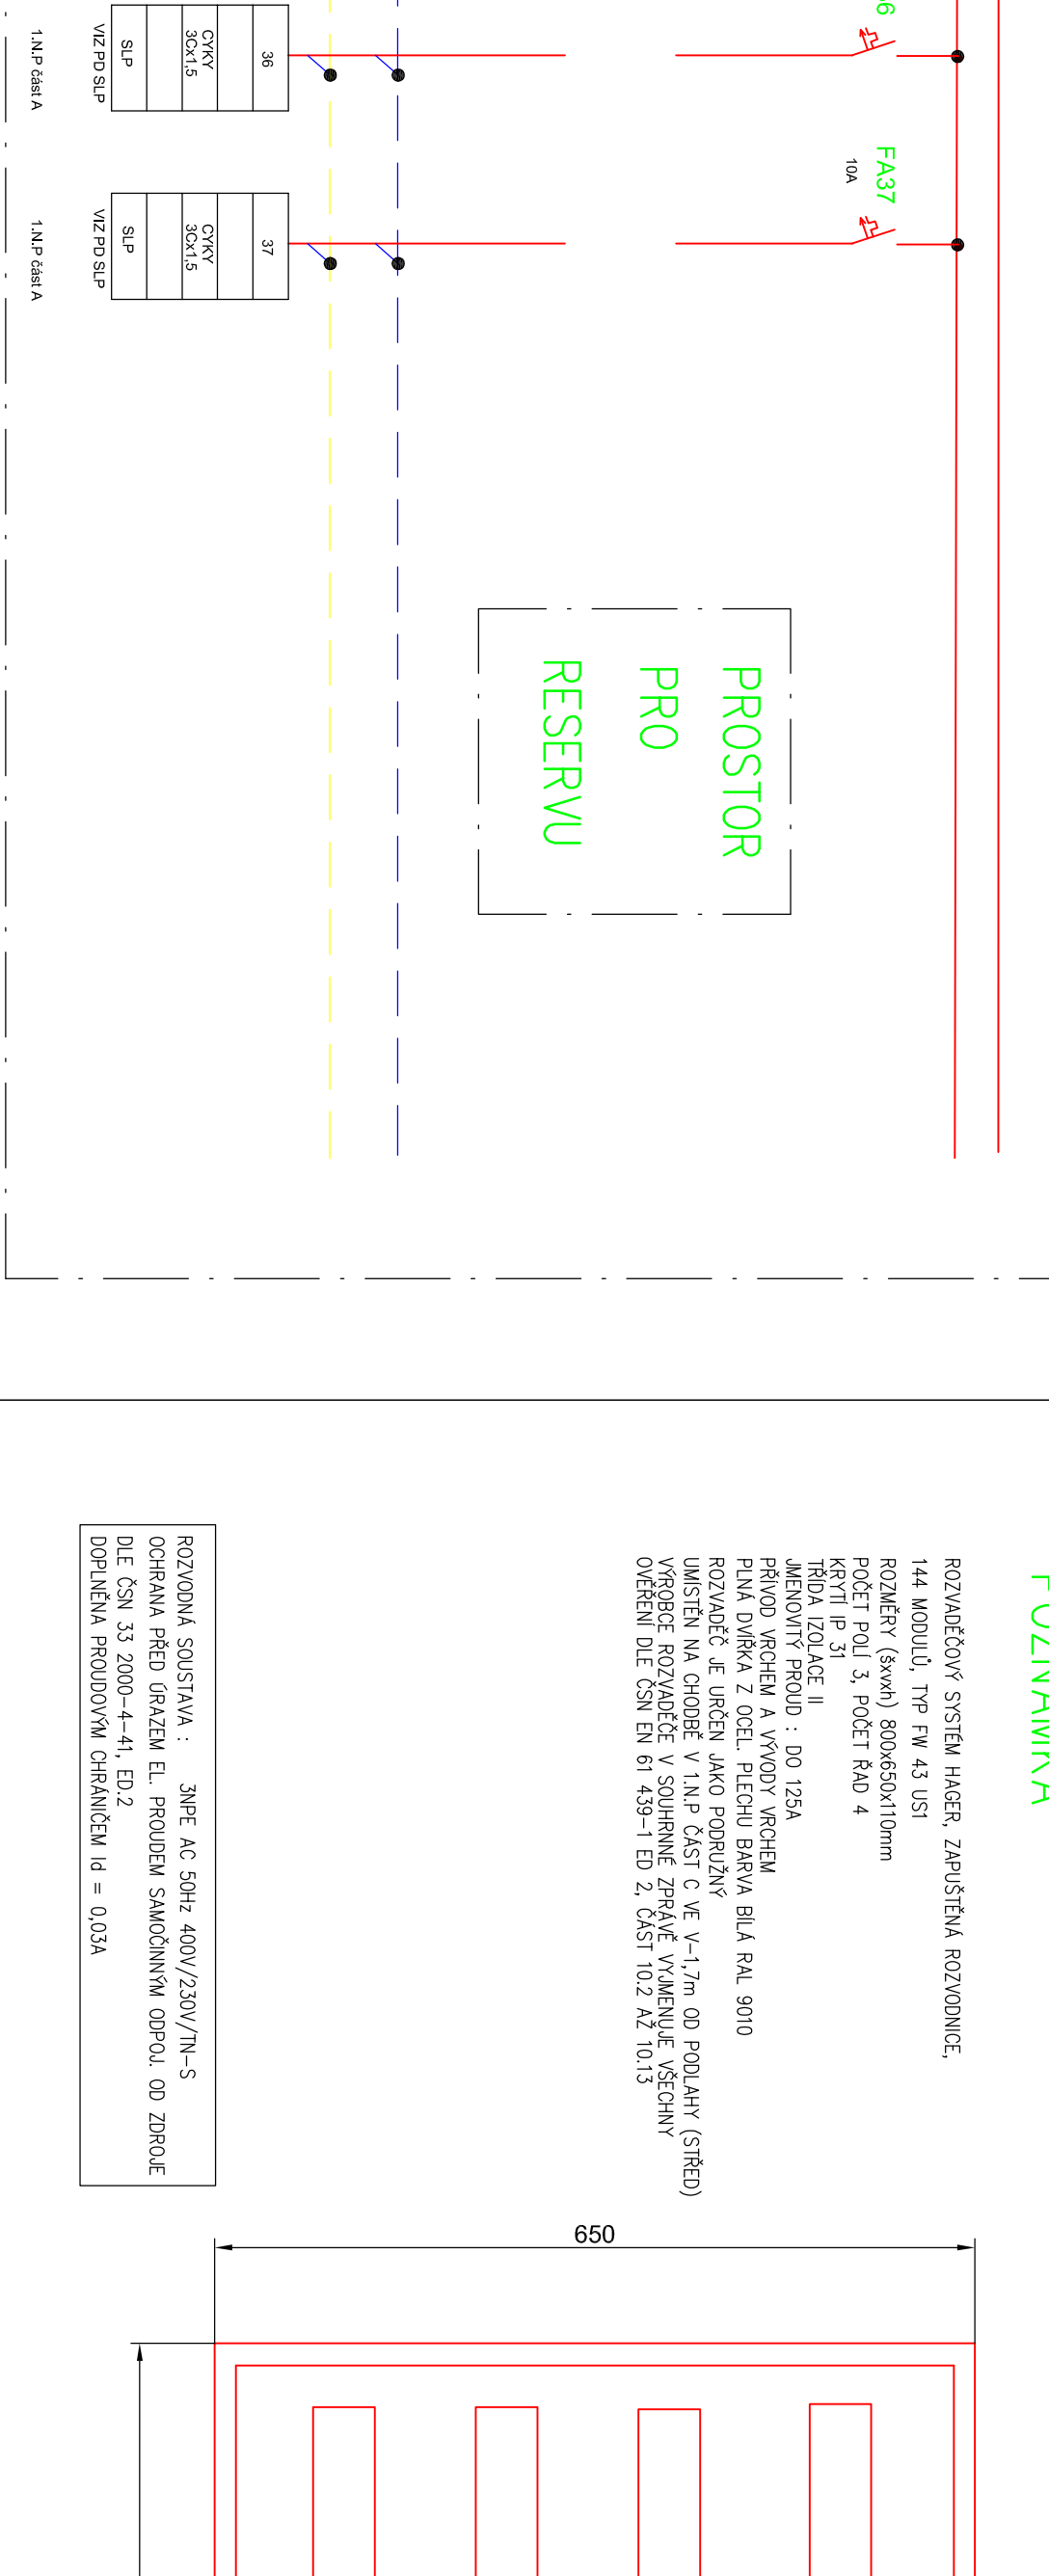 FA37
10A
36
CYKY
3Cx1,5
SLP
VIZ PD SLP
1.N.P část A
37
CYKY
3Cx1,5
SLP
VIZ PD SLP
1.N.P část A
PROSTOR
PRO
RESERVU
POZNÁMKA
ROZVADĚČOVÝ SYSTÉM HAGER, ZAPUŠTĚNÁ ROZVODNICE,
144 MODULŮ, TYP FW 43 US1
ROZMĚRY (šxvxh) 800x650x110mm
POČET POLÍ 3, POČET ŘAD 4
KRYTÍ IP 31
TŘÍDA IZOLACE II
JMENOVITÝ PROUD : DO 125A
PŘÍVOD VRCHEM A VÝVODY VRCHEM
PLNÁ DVÍŘKA Z OCEL. PLECHU BARVA BÍLÁ RAL 9010
ROZVADĚČ JE URČEN JAKO PODRUŽNÝ
UMÍSTĚN NA CHODBĚ V 1.N.P ČÁST C VE V-1,7m OD PODLAHY (STŘED)
VÝROBCE ROZVADĚČE V SOUHRNNÉ ZPRÁVĚ VYJMENUJE VŠECHNY
OVĚŘENÍ DLE ČSN EN 61 439-1 ED 2, ČÁST 10.2 AŽ 10.13
ROZVODNÁ SOUSTAVA : 3NPE AC 50Hz 400V/230V/TN-S
OCHRANA PŘED ÚRAZEM EL. PROUDEM SAMOČINNÝM ODPOJ. OD ZDROJE
DLE ČSN 33 2000-4-41, ED.2
DOPLNĚNA PROUDOVÝM CHRÁNIČEM Id = 0,03A
650